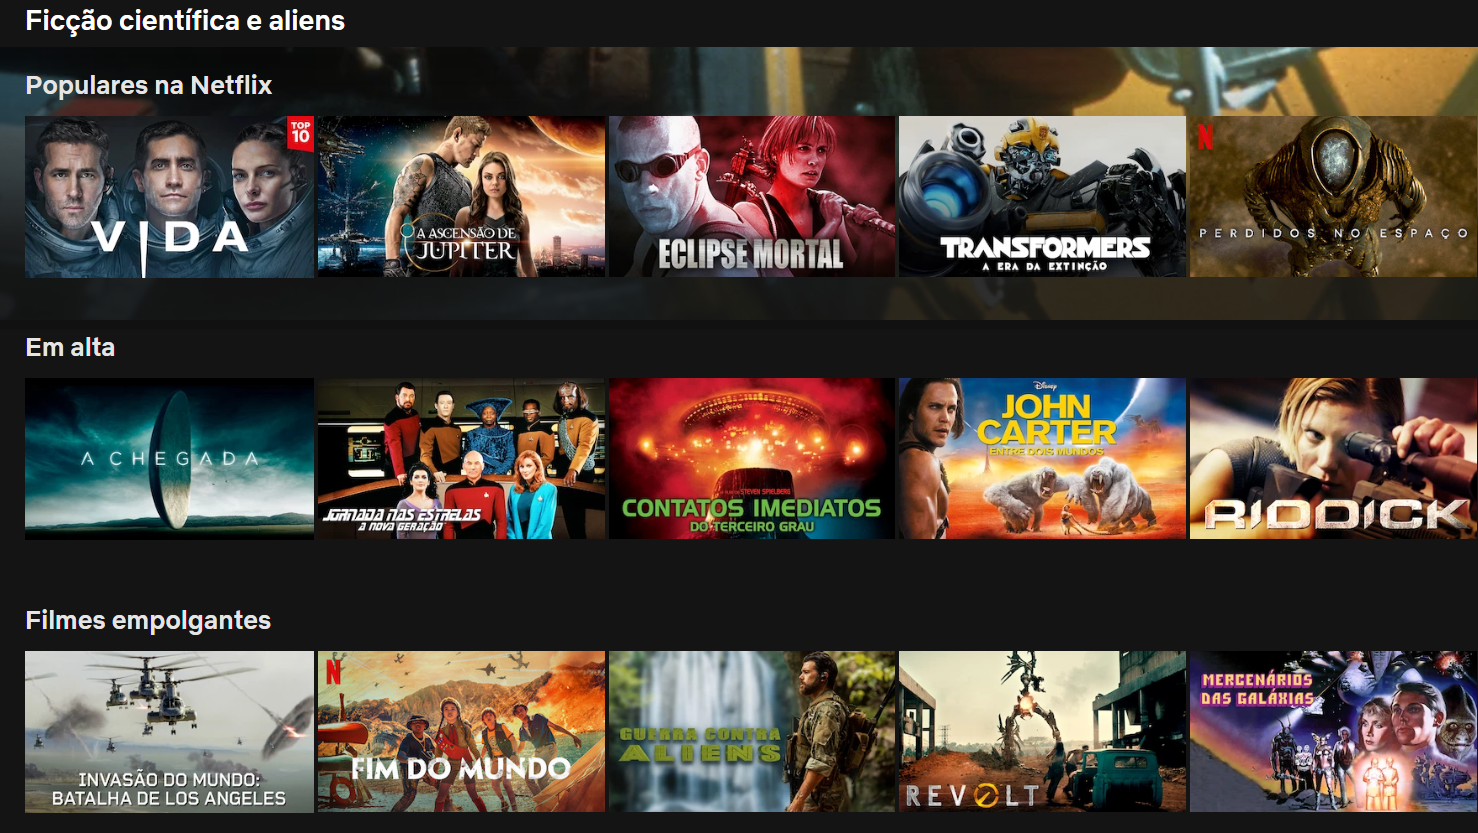 Ficção científica e aliens
Populares na Netflix
TOP
10
VIDA
A ASCENSÃO DE
JUPITER
ECLIPSE MORTAL
TRANSFORMERS
A ERA DA EXTINÇÃO
N
PERDIDOS NO ESPAÇO
Em alta
A CHEGADA
JORNADA NAS ESTRELAS
A NOVA GERAÇÃO
UM FILME DE STEVEN SPIELBERG
CONTATOS IMEDIATOS
DO TERCEIRO GRAU
Disney
JOHN
CARTER
ENTRE DOIS MUNDOS
RIDDICK
Filmes empolgantes
INVASÃO DO MUNDO:
BATALHA DE LOS ANGELES
N
FIM DO MUNDO
GUERRA CONTRA
ALIENS
REVOLT
MERCENÁRIOS
DAS GALÁXIAS